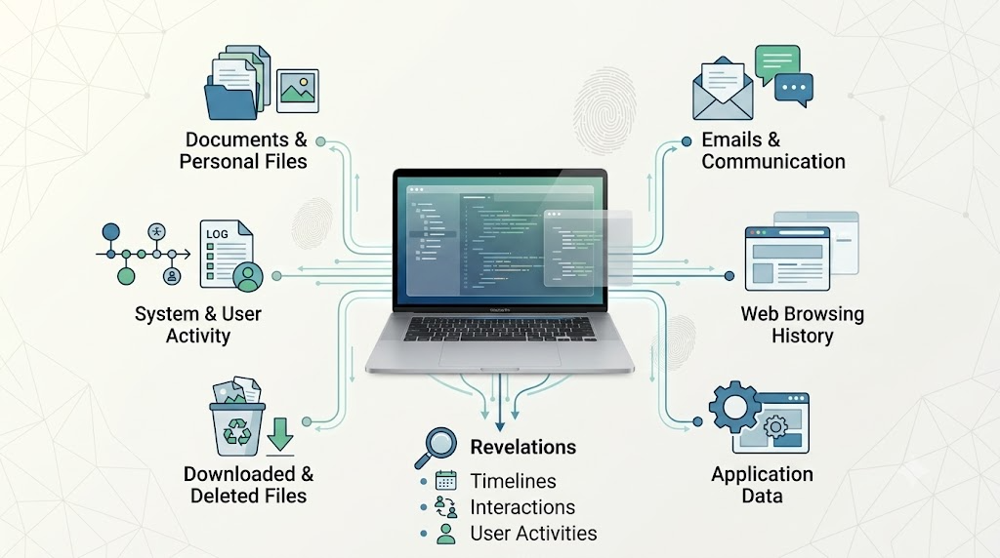 Documents &
Personal Files
Emails &
Communication
LOG
System & User
Activity
Web Browsing
History
Downloaded &
Deleted Files
Revelations
Timelines
Interactions
User Activities
Application
Data